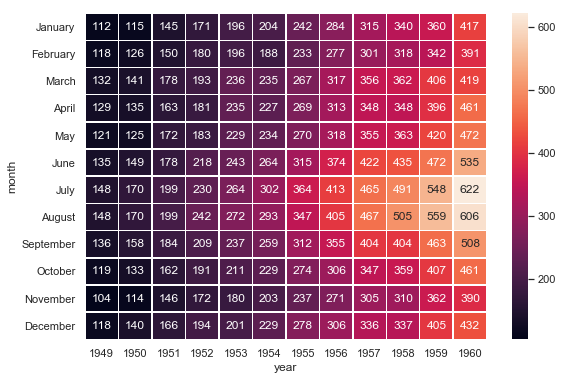 January 112 115 145 171 196 204 242 284 315 340 360 417
February 118 126 150 180 196 188 233 277 301 318 342 391
March 132 141 178 193 236 235 267 317 356 362 406 419
April 129 135 163 181 235 227 269 313 348 348 396 461
May 121 125 172 183 229 234 270 318 355 363 420 472
June 135 149 178 218 243 264 315 374 422 435 472 535
July 148 170 199 230 264 302 364 413 465 491 548 622
August 148 170 199 242 272 293 347 405 467 505 559 606
September 136 158 184 209 237 259 312 355 404 404 463 508
October 119 133 162 191 211 229 274 306 347 359 407 461
November 104 114 146 172 180 203 237 271 305 310 362 390
December 118 140 166 194 201 229 278 306 336 337 405 432
1949 1950 1951 1952 1953 1954 1955 1956 1957 1958 1959 1960
year
month
600
500
400
300
200